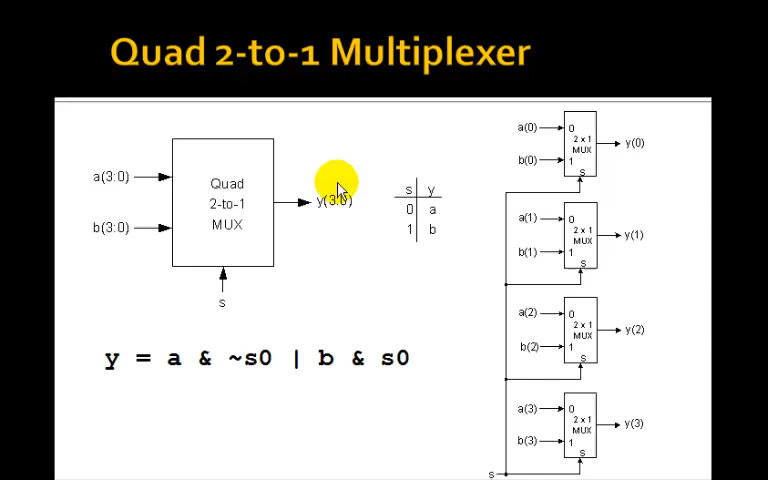 Quad 2-to-1 Multiplexer
a(3:0)
b(3:0)
Quad
2-to-1
MUX
y(3:0)
s
s y
0 a
1 b
y = a & ~s0 | b & s0
a(0)
b(0)
0
2 x 1
MUX
1
s
y(0)
a(1)
b(1)
0
2 x 1
MUX
1
s
y(1)
a(2)
b(2)
0
2 x 1
MUX
1
s
y(2)
a(3)
b(3)
0
2 x 1
MUX
1
s
y(3)
s